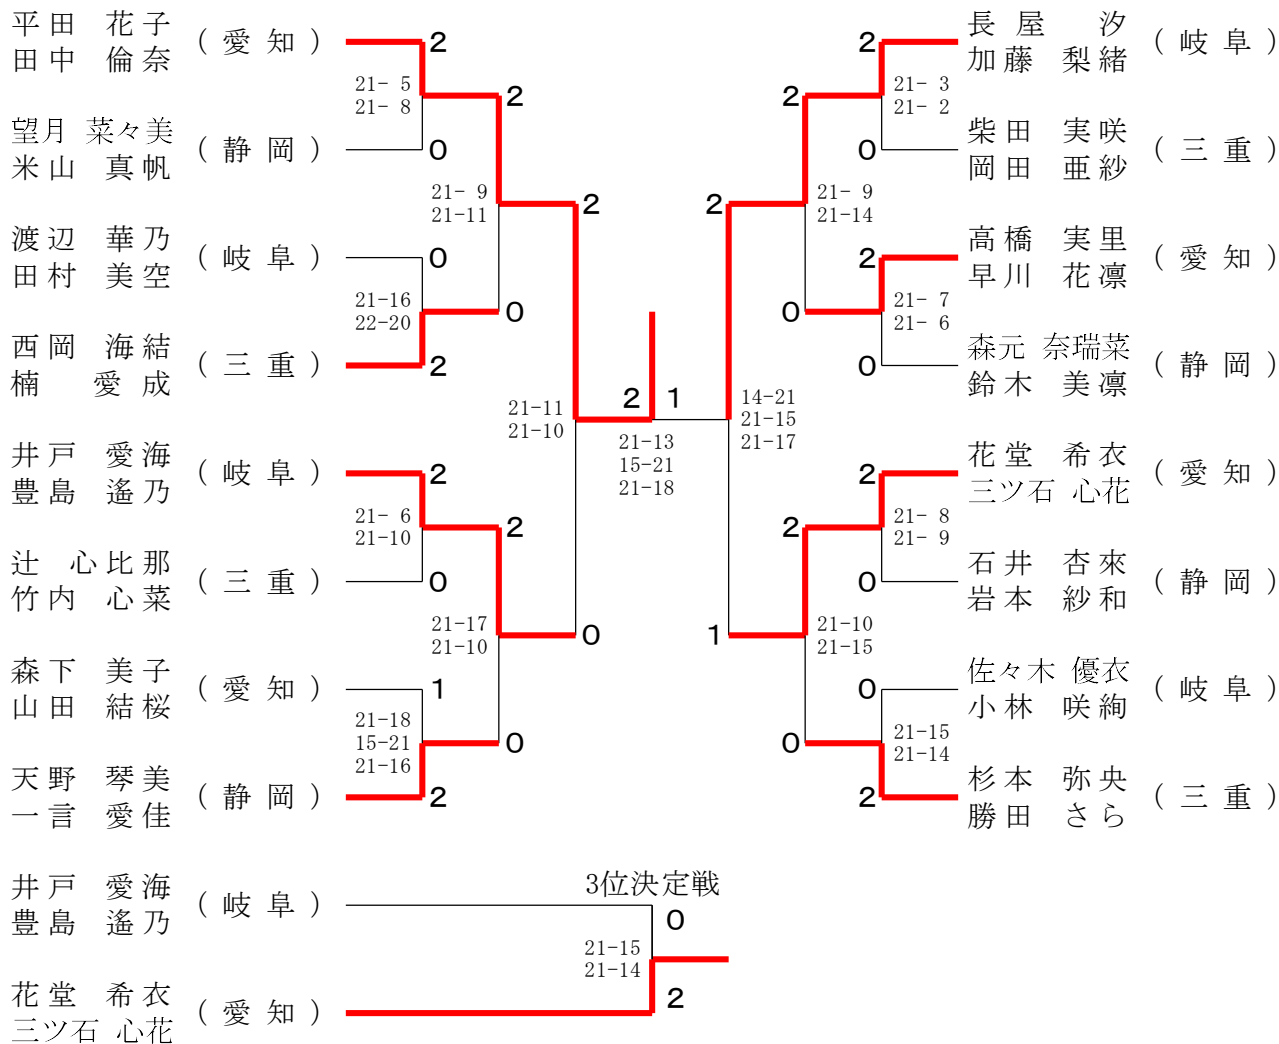 平田 花子
田中 倫奈
(愛知)
2
21- 5
21- 8
2
望月 菜々美
米山 真帆
(静岡)
0
21- 9
21-11
2
渡辺 華乃
田村 美空
(岐阜)
0
21-16
22-20
0
西岡 海結
楠 愛成
(三重)
2
21-11
21-10
2
1
21-13
15-21
21-18
井戸 愛海
豊島 遙乃
(岐阜)
2
21- 6
21-10
2
辻 心比那
竹内 心菜
(三重)
0
21-17
21-10
0
森下 美子
山田 結桜
(愛知)
1
21-18
15-21
21-16
0
天野 琴美
一言 愛佳
(静岡)
2
長屋 汐
加藤 梨緒
(岐阜)
2
21- 3
21- 2
2
柴田 実咲
岡田 亜紗
(三重)
0
21- 9
21-14
2
高橋 実里
早川 花凛
(愛知)
2
21- 7
21- 6
0
森元 奈瑞菜
鈴木 美凛
(静岡)
0
14-21
21-15
21-17
花堂 希衣
三ツ石 心花
(愛知)
2
21- 8
21- 9
2
石井 杏來
岩本 紗和
(静岡)
0
21-10
21-15
1
佐々木 優衣
小林 咲絢
(岐阜)
0
21-15
21-14
0
杉本 弥央
勝田 さら
(三重)
2
3位決定戦
井戸 愛海
豊島 遙乃
(岐阜)
0
21-15
21-14
花堂 希衣
三ツ石 心花
(愛知)
2